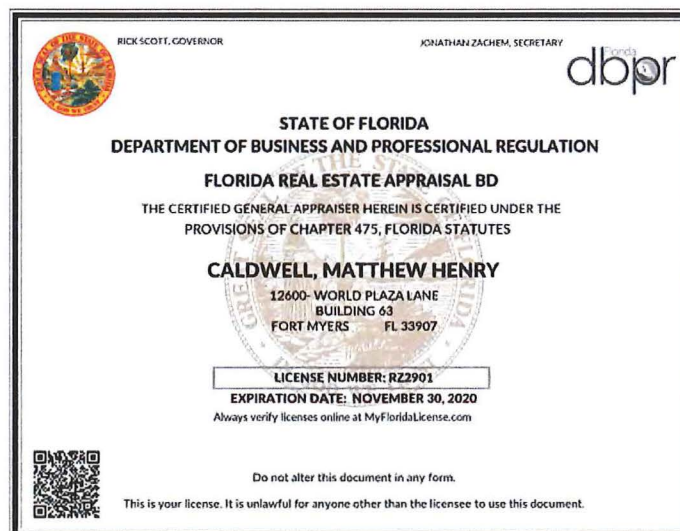 RICK SCOTT, GOVERNOR
JONATHAN ZACHEM, SECRETARY
Florida
dbpr
STATE OF FLORIDA
DEPARTMENT OF BUSINESS AND PROFESSIONAL REGULATION
FLORIDA REAL ESTATE APPRAISAL BD
THE CERTIFIED GENERAL APPRAISER HEREIN IS CERTIFIED UNDER THE
PROVISIONS OF CHAPTER 475, FLORIDA STATUTES
CALDWELL, MATTHEW HENRY
12600- WORLD PLAZA LANE
BUILDING 63
FORT MYERS FL 33907
LICENSE NUMBER: RZ2901
EXPIRATION DATE: NOVEMBER 30, 2020
Always verify licenses online at MyFloridaLicense.com
Do not alter this document in any form.
This is your license. It is unlawful for anyone other than the licensee to use this document.